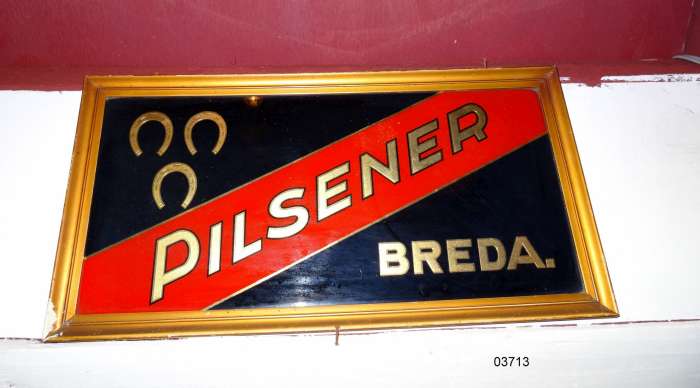 PILSENER
BREDA.
03713